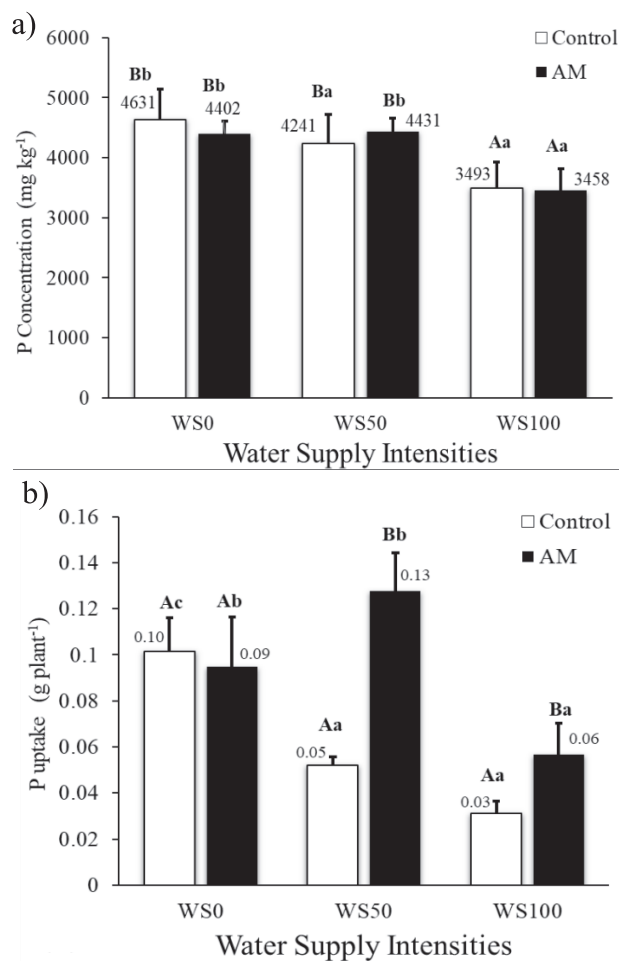 a)
6000
5000
4000
3000
2000
1000
0
P Concentration (mg kg⁻¹)
Control
AM
Bb
4631
Bb
4402
Ba
4241
Bb
4431
Aa
3493
Aa
3458
WS0 WS50 WS100
Water Supply Intensities
b)
0.16
0.14
0.12
0.1
0.08
0.06
0.04
0.02
0
P uptake (g plant⁻¹)
Control
AM
Ac
0.10
Ab
0.09
Aa
0.05
Bb
0.13
Aa
0.03
Ba
0.06
WS0 WS50 WS100
Water Supply Intensities